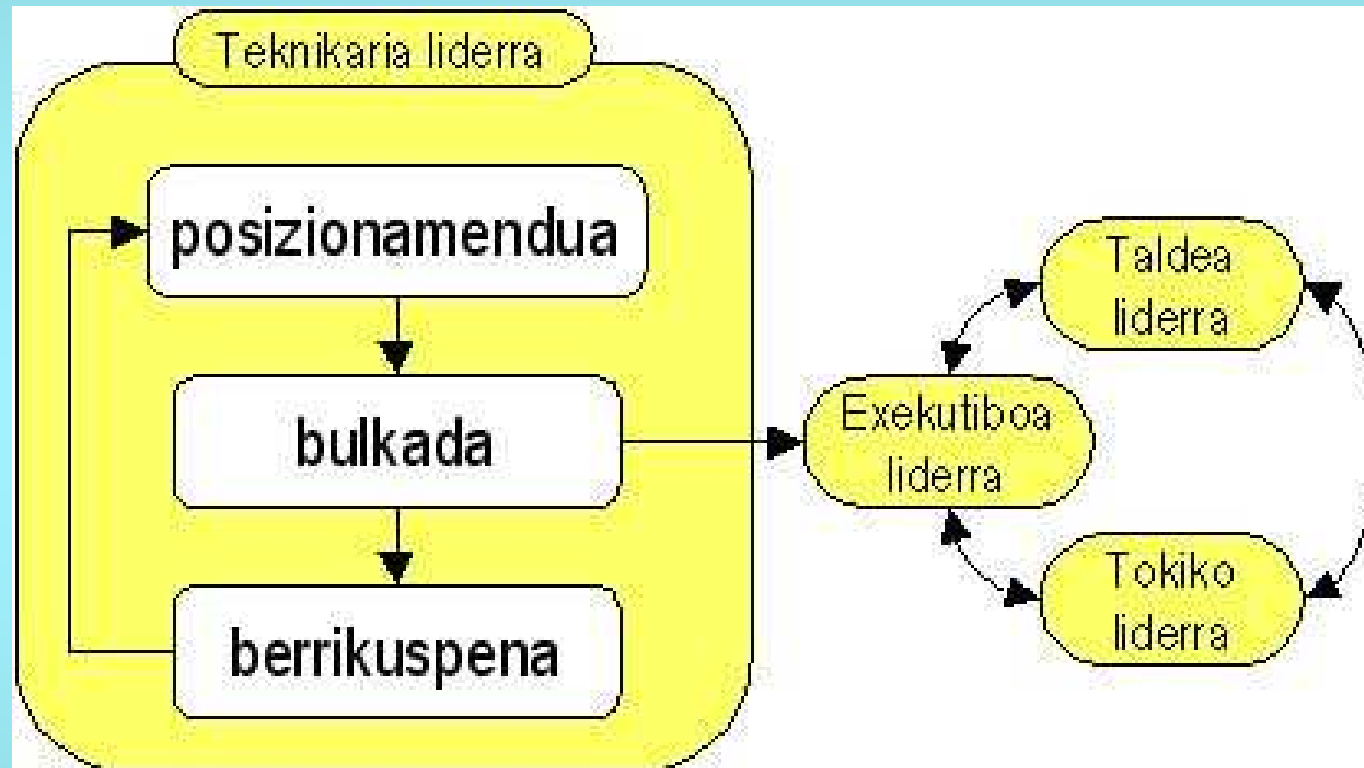 Teknikaria liderra
posizionamendua
bulkada
berrikuspena
Exekutiboa
liderra
Taldea
liderra
Tokiko
liderra